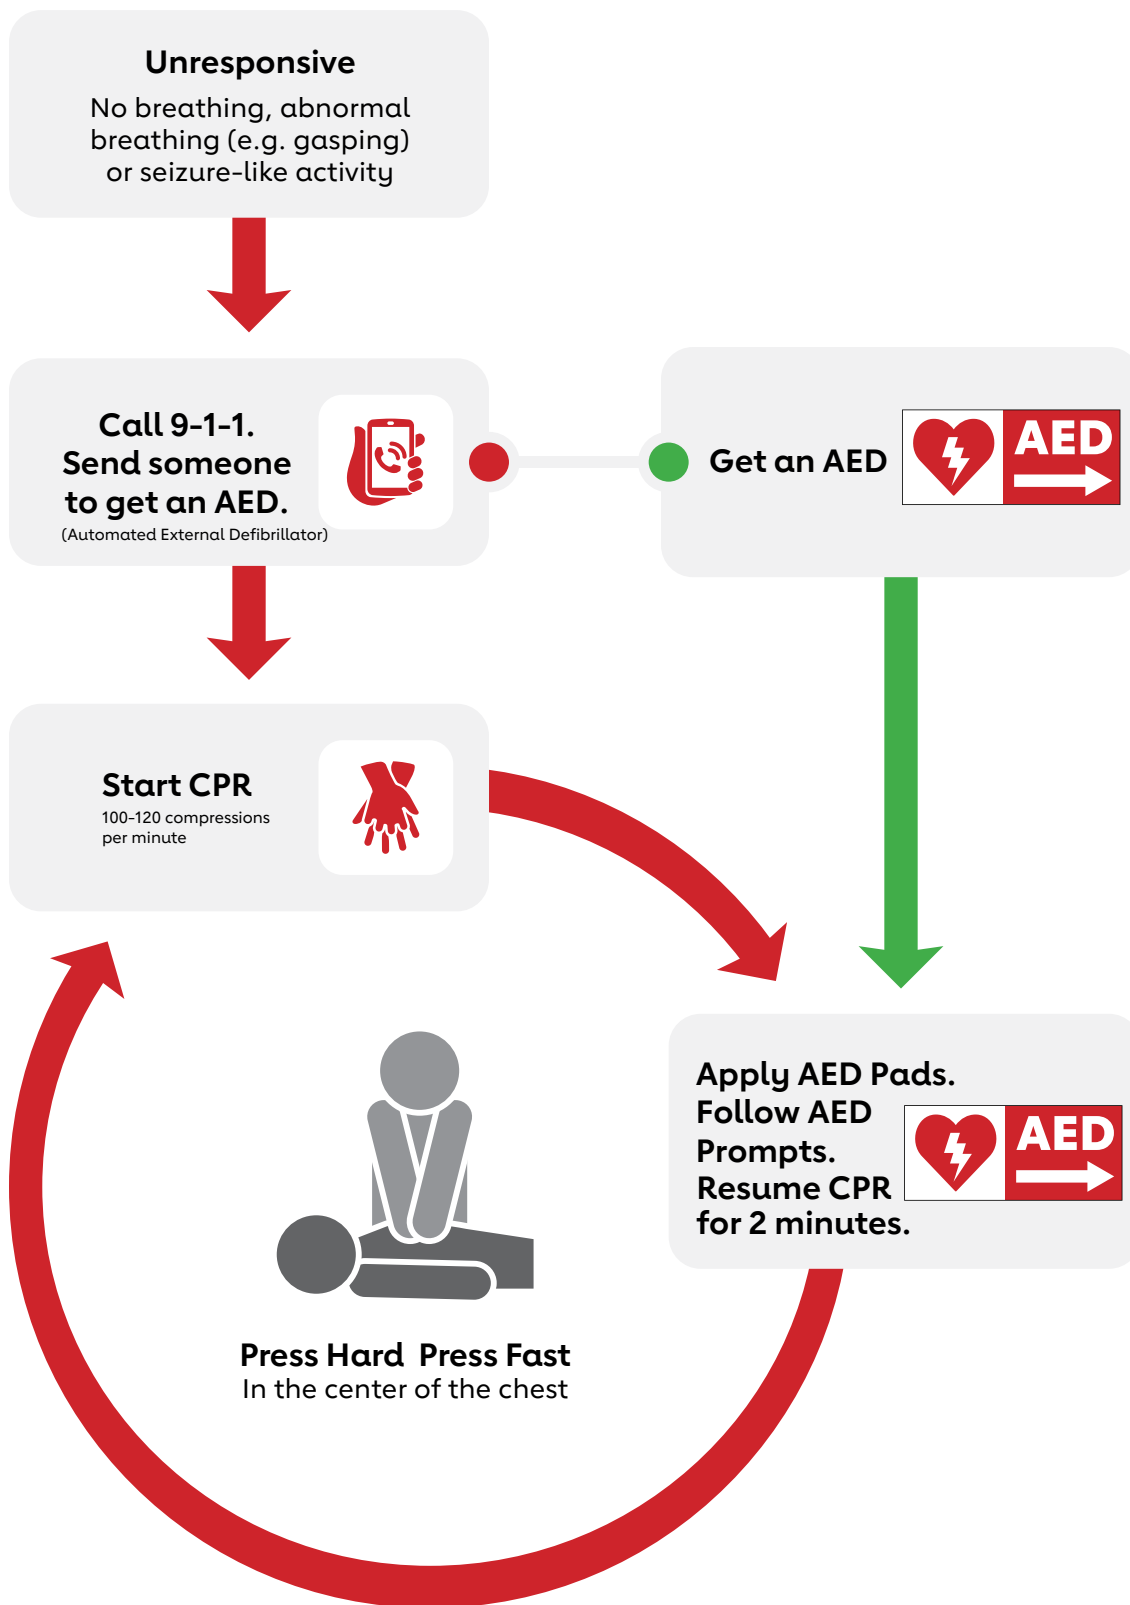 Unresponsive
No breathing, abnormal
breathing (e.g. gasping)
or seizure-like activity
Call 9-1-1.
Send someone
to get an AED.
(Automated External Defibrillator)
Get an AED
AED
Start CPR
100-120 compressions
per minute
Apply AED Pads.
Follow AED
Prompts.
Resume CPR
for 2 minutes.
AED
Press Hard Press Fast
In the center of the chest